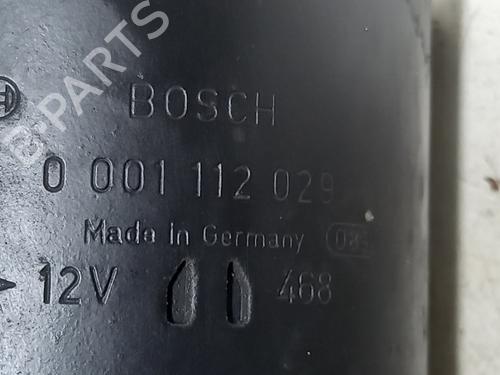 B-PARTS
BOSCH
0 001 112 029
Made in Germany
12V 468